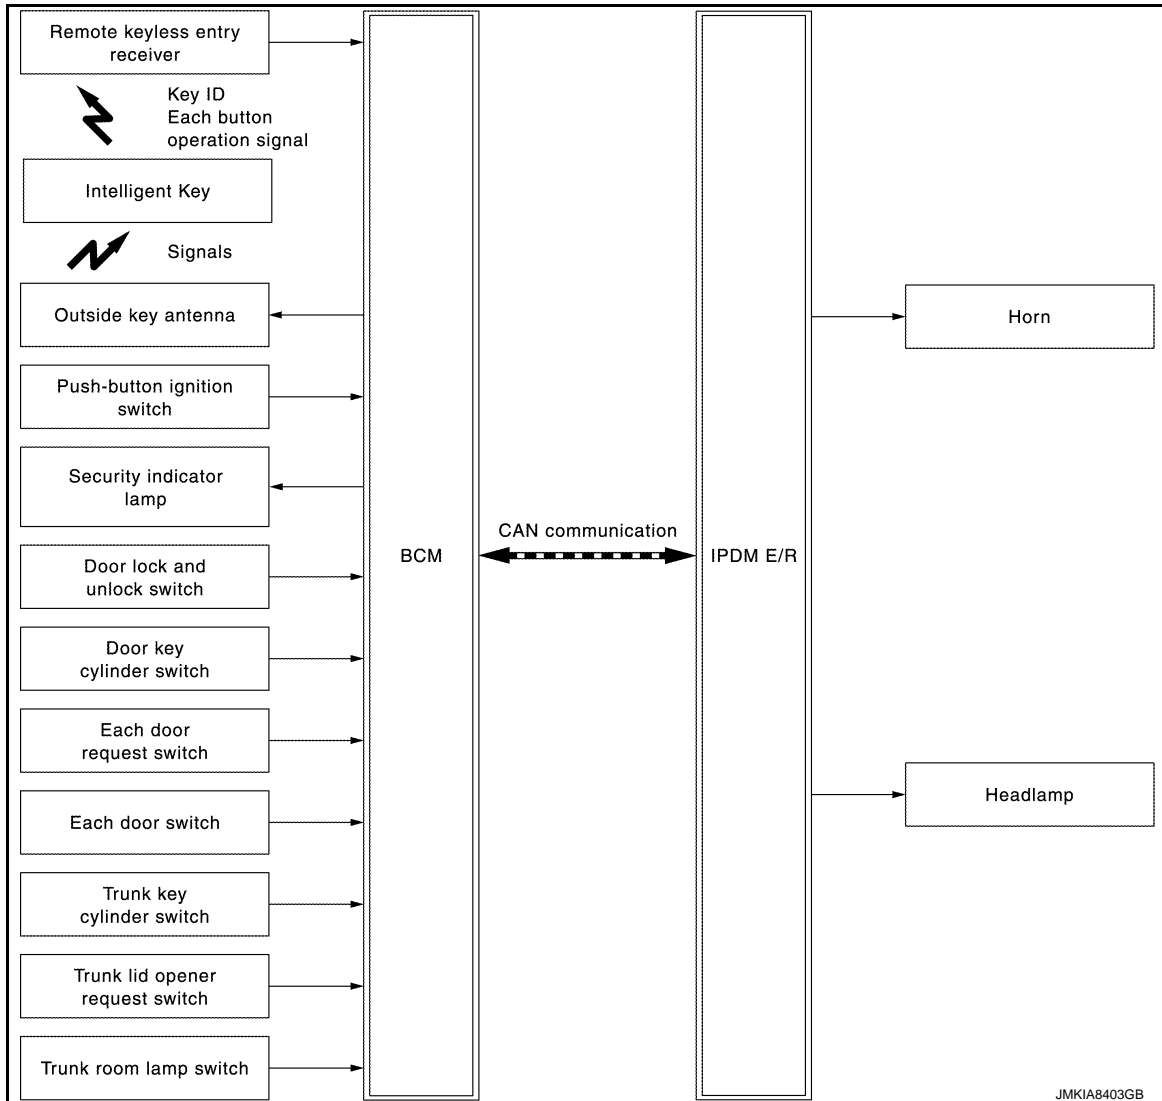 Remote keyless entry
receiver
Key ID
Each button
operation signal
Intelligent Key
Signals
Outside key antenna
Push-button ignition
switch
Security indicator
lamp
Door lock and
unlock switch
Door key
cylinder switch
Each door
request switch
Each door switch
Trunk key
cylinder switch
Trunk lid opener
request switch
Trunk room lamp switch
BCM
CAN communication
IPDM E/R
Horn
Headlamp
JMKIA8403GB